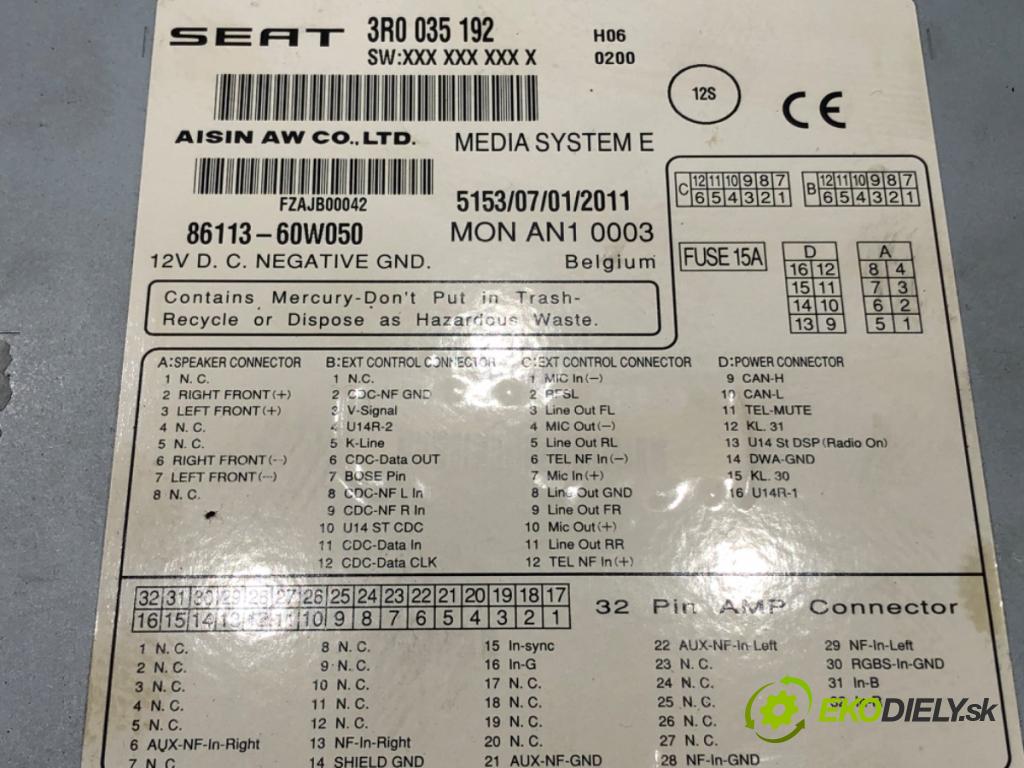 SEAT 3R0 035 192 H06
SW:XXX XXX XXX X 0200
12S
CE
AISIN AW CO.,LTD. MEDIA SYSTEM E
FZAJB00042 5153/07/01/2011
86113-60W050 MON AN1 0003
12V D. C. NEGATIVE GND. Belgium
Contains Mercury-Don't Put in Trash-
Recycle or Dispose as Hazardous Waste.
C 12 11 10 9 8 7
6 5 4 3 2 1
B 12 11 10 9 8 7
6 5 4 3 2 1
FUSE 15A
D
16 12
15 11
14 10
13 9
A
8 4
7 3
6 2
5 1
A:SPEAKER CONNECTOR
1 N. C.
2 RIGHT FRONT(+)
3 LEFT FRONT(+)
4 N. C.
5 N. C.
6 RIGHT FRONT(-)
7 LEFT FRONT(-)
8 N. C.
B:EXT CONTROL CONNECTOR
1 N.C.
2 CDC-NF GND
3 V-Signal
4 U14R-2
5 K-Line
6 CDC-Data OUT
7 BOSE Pin
8 CDC-NF L In
9 CDC-NF R In
10 U14 ST CDC
11 CDC-Data In
12 CDC-Data CLK
C:EXT CONTROL CONNECTOR
1 MIC In(-)
2 RFSL
3 Line Out FL
4 MIC Out(-)
5 Line Out RL
6 TEL NF In(-)
7 Mic In(+)
8 Line Out GND
9 Line Out FR
10 Mic Out(+)
11 Line Out RR
12 TEL NF In(+)
D:POWER CONNECTOR
9 CAN-H
10 CAN-L
11 TEL-MUTE
12 KL. 31
13 U14 St DSP(Radio On)
14 DWA-GND
15 KL. 30
16 U14R-1
32 31 30 29 28 27 26 25 24 23 22 21 20 19 18 17
16 15 14 13 12 11 10 9 8 7 6 5 4 3 2 1
32 Pin AMP Connector
1 N. C.
2 N. C.
3 N. C.
4 N. C.
5 N. C.
6 AUX-NF-In-Right
7 N. C.
8 N. C.
9 N. C.
10 N. C.
11 N. C.
12 N. C.
13 NF-In-Right
14 SHIELD GND
15 In-sync
16 In-G
17 N. C.
18 N. C.
19 N. C.
20 N. C.
21 AUX-NF-GND
22 AUX-NF-In-Left
23 N. C.
24 N. C.
25 N. C.
26 N. C.
27 N. C.
28 NF-In-GND
29 NF-In-Left
30 RGBS-In-GND
31 In-B
EKODIELY.sk